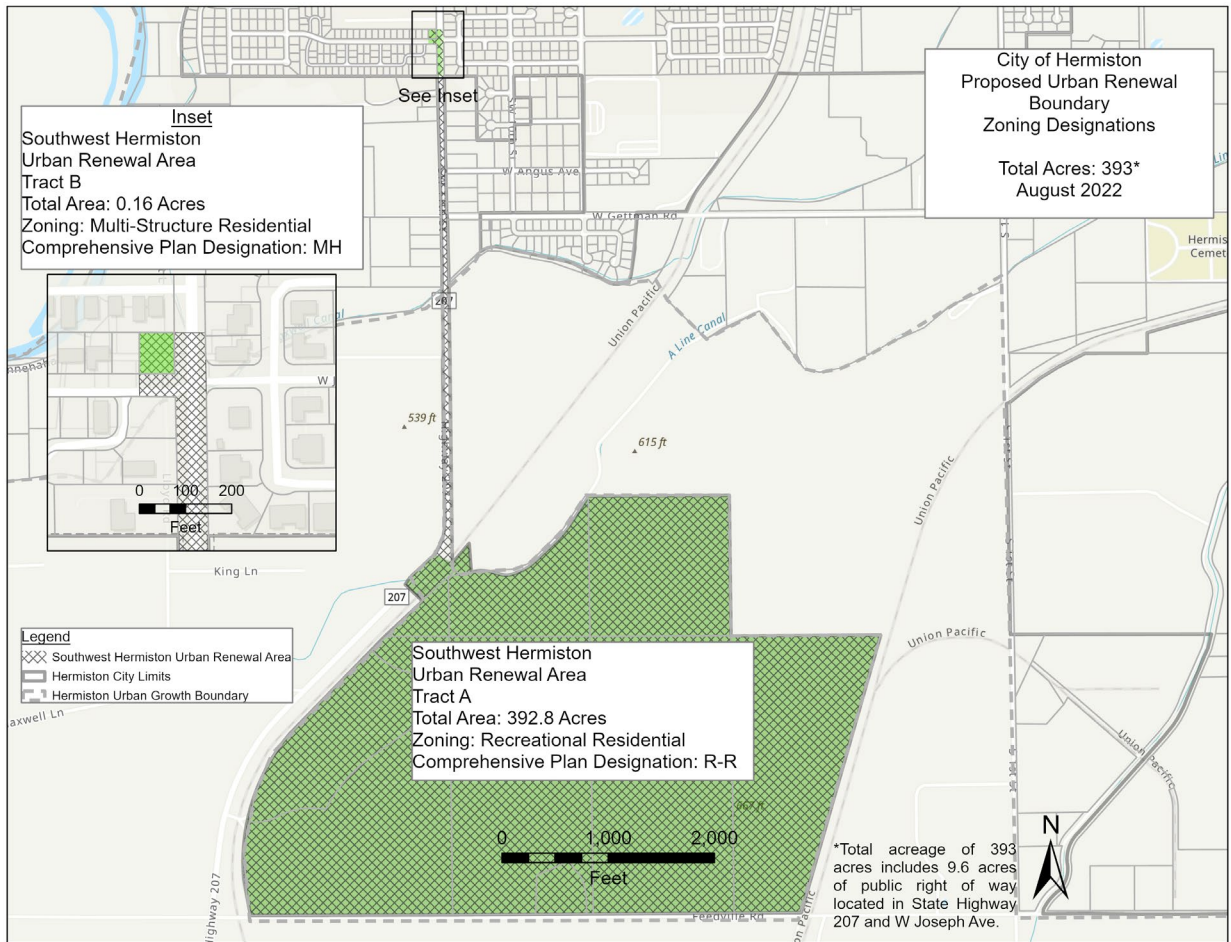 See Inset
City of Hermiston
Proposed Urban Renewal
Boundary
Zoning Designations
Total Acres: 393*
August 2022
Inset
Southwest Hermiston
Urban Renewal Area
Tract B
Total Area: 0.16 Acres
Zoning: Multi-Structure Residential
Comprehensive Plan Designation: MH
W Angus Ave
W Gettman Rd
Hermis
Cemet
207
Union Pacific
A Line Canal
Canal
W J
539 ft
615 ft
0 100 200
Feet
Union Pacific
King Ln
207
Union Pacific
Legend
Southwest Hermiston Urban Renewal Area
Hermiston City Limits
Hermiston Urban Growth Boundary
axwell Ln
Southwest Hermiston
Urban Renewal Area
Tract A
Total Area: 392.8 Acres
Zoning: Recreational Residential
Comprehensive Plan Designation: R-R
Union Pacific
667 ft
0 1,000 2,000
Feet
N
*Total acreage of 393
acres includes 9.6 acres
of public right of way
located in State Highway
207 and W Joseph Ave.
Highway 207
Feedville Rd
on Pacific